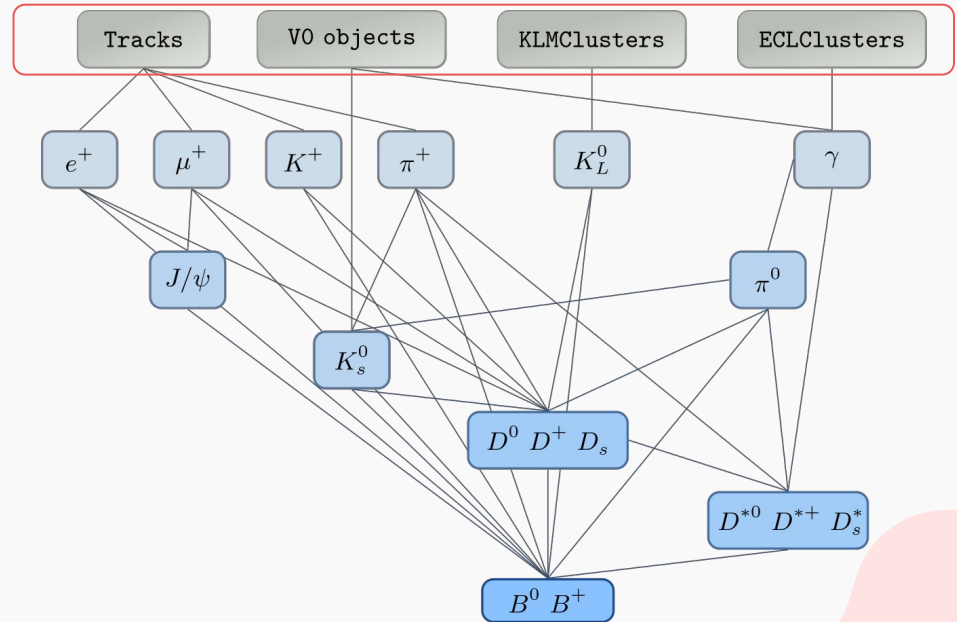 Tracks V0 objects KLMClusters ECLClusters
e⁺ μ⁺ K⁺ π⁺ K⁰_L γ
J/ψ π⁰
K⁰_s
D⁰ D⁺ D_s
D*⁰ D*⁺ D*_s
B⁰ B⁺